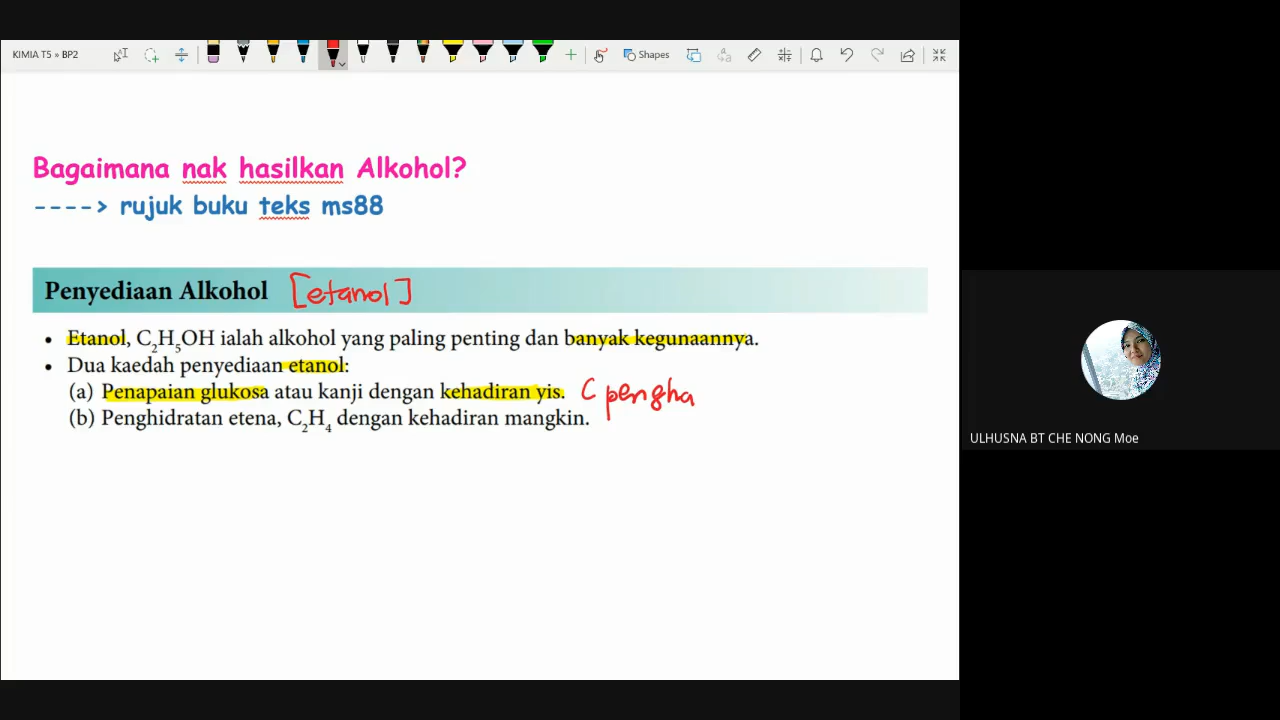 KIMIA T5 » BP2
Shapes
Bagaimana nak hasilkan Alkohol?
----> rujuk buku teks ms88
Penyediaan Alkohol [etanol]
• Etanol, C₂H₅OH ialah alkohol yang paling penting dan banyak kegunaannya.
• Dua kaedah penyediaan etanol:
(a) Penapaian glukosa atau kanji dengan kehadiran yis. ( pengha
(b) Penghidratan etena, C₂H₄ dengan kehadiran mangkin.
ULHUSNA BT CHE NONG Moe